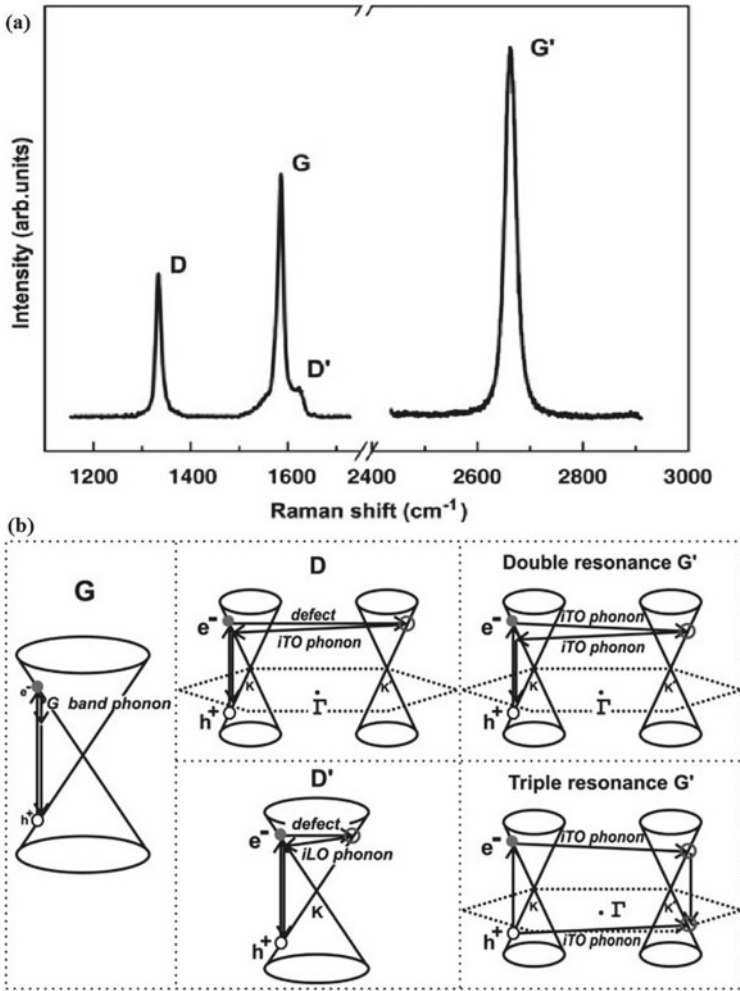 (a)
G'
G
D
D'
Intensity (arb.units)
1200 1400 1600 2400 2600 2800 3000
Raman shift (cm-1)
(b)
G
e-
G band phonon
h+
D
e-
defect
iTO phonon
K
K'
Γ
h+
Double resonance G'
e-
iTO phonon
iTO phonon
K
K'
Γ
h+
D'
e-
defect
iLO phonon
K
h+
Triple resonance G'
e-
iTO phonon
K
K'
Γ
h+
iTO phonon